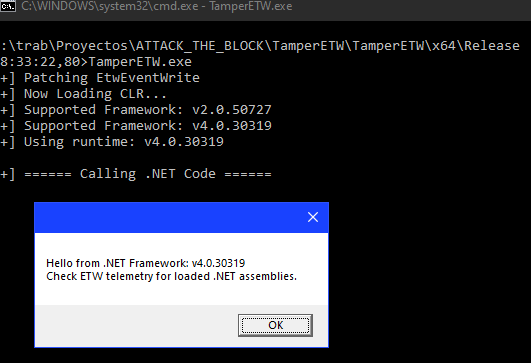 C:\WINDOWS\system32\cmd.exe - TamperETW.exe
:\trab\Proyectos\ATTACK_THE_BLOCK\TamperETW\TamperETW\x64\Release
8:33:22,80>TamperETW.exe
+] Patching EtwEventWrite
+] Now Loading CLR...
+] Supported Framework: v2.0.50727
+] Supported Framework: v4.0.30319
+] Using runtime: v4.0.30319
+] ====== Calling .NET Code ======
Hello from .NET Framework: v4.0.30319
Check ETW telemetry for loaded .NET assemblies.
OK